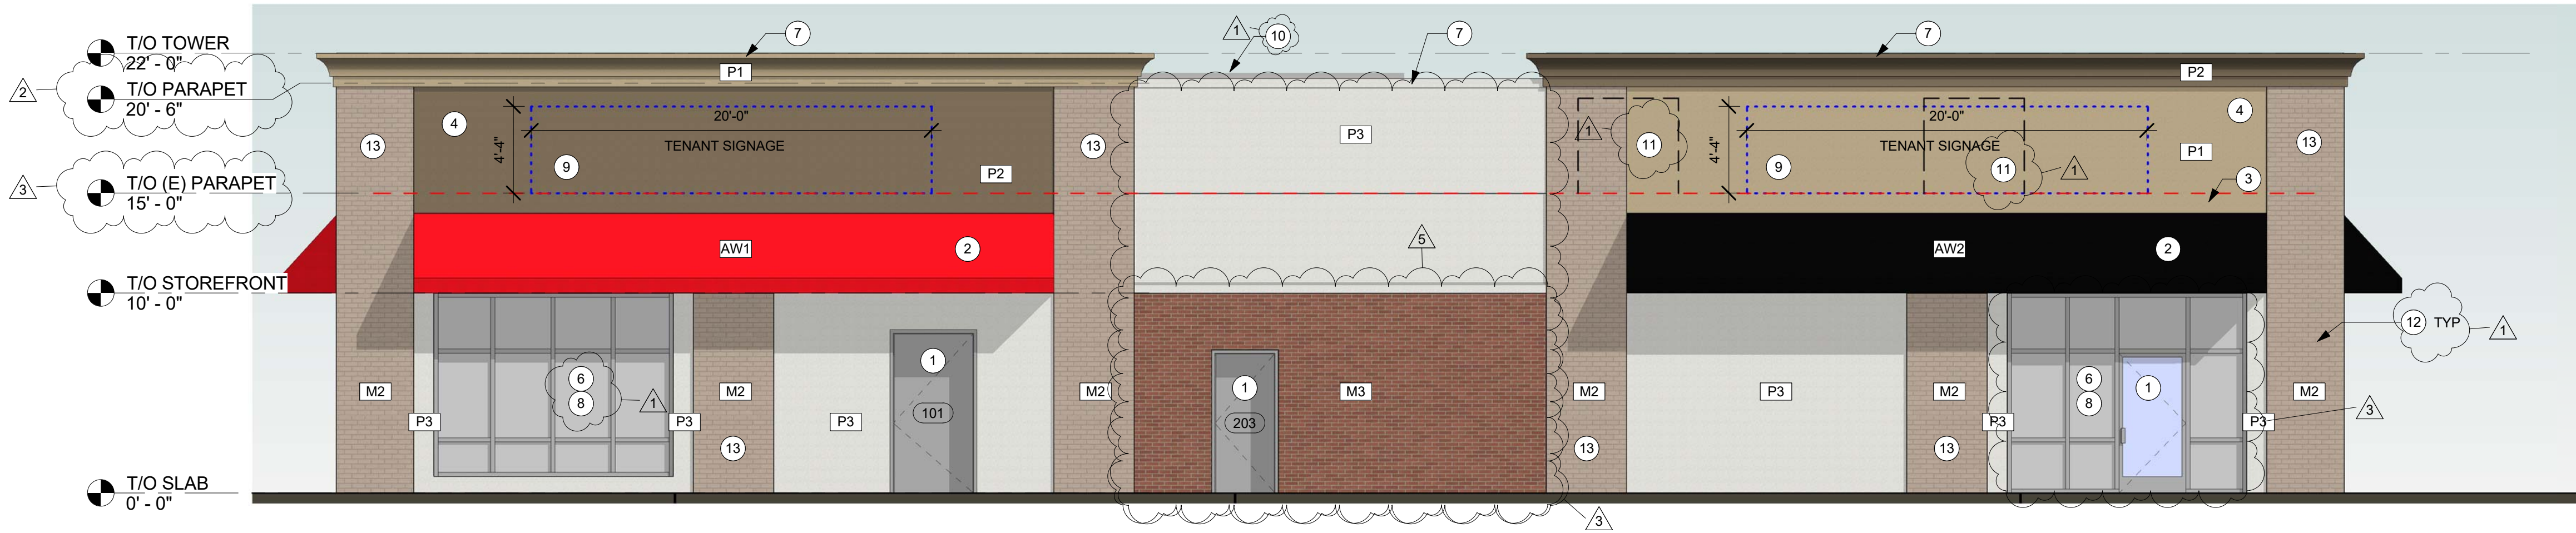 T/O TOWER
22' - 0"
T/O PARAPET
20' - 6"
2
T/O (E) PARAPET
15' - 0"
3
T/O STOREFRONT
10' - 0"
T/O SLAB
0' - 0"
7
1
10
7
7
P1
P2
4
20'-0"
4'-4"
TENANT SIGNAGE
9
P2
13
13
P3
1
11
20'-0"
4'-4"
TENANT SIGNAGE
9
11
1
4
P1
3
13
AW1
2
5
AW2
2
12 TYP
1
6
8
1
1
101
M2
P3
P3
M2
13
P3
M2
1
203
M3
M2
13
P3
M2
13
P3
6
8
1
P3
M2
3
3